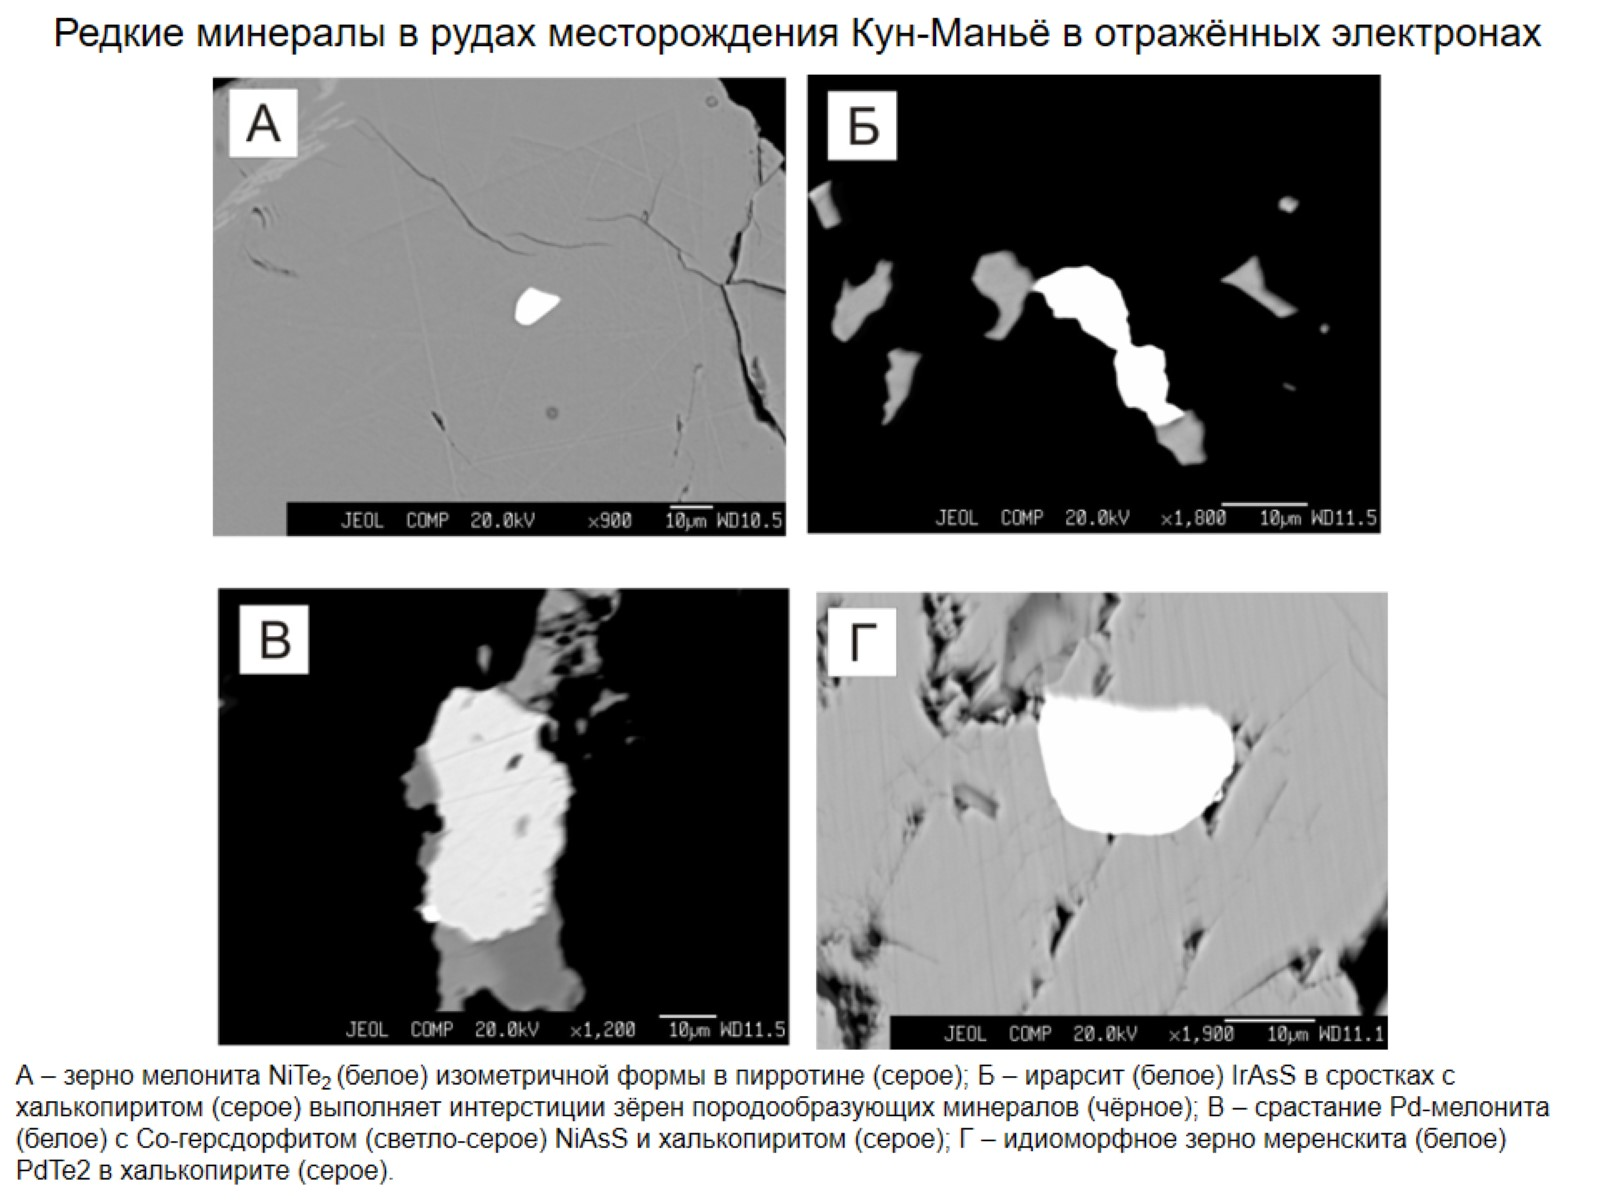 Редкие минералы в рудах месторождения Кун-Маньё в отражённых электронах
А
JEOL COMP 20.0kV ×900 10µm WD10.5
Б
JEOL COMP 20.0kV ×1,800 10µm WD11.5
В
JEOL COMP 20.0kV ×1,200 10µm WD11.5
Г
JEOL COMP 20.0kV ×1,900 10µm WD11.1
А – зерно мелонита NiTe₂ (белое) изометричной формы в пирротине (серое); Б – ирарсит (белое) IrAsS в сростках с
халькопиритом (серое) выполняет интерстиции зёрен породообразующих минералов (чёрное); В – срастание Pd-мелонита
(белое) с Со-герсдорфитом (светло-серое) NiAsS и халькопиритом (серое); Г – идиоморфное зерно меренскита (белое)
PdTe2 в халькопирите (серое).